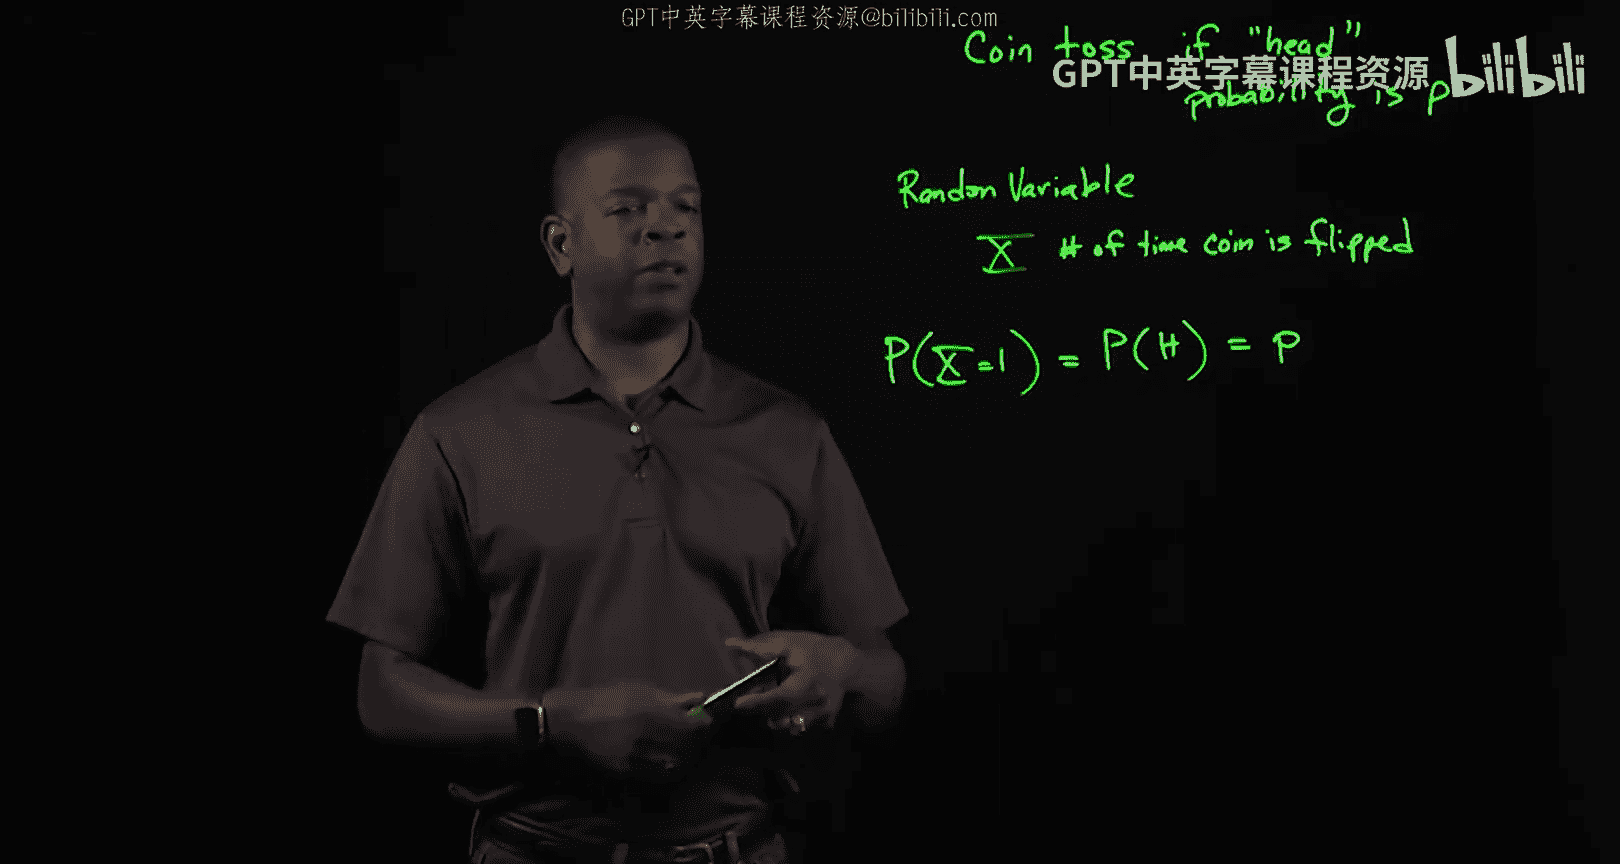 GPT中英字幕课程资源@bilibili.com
Coin toss if "head"
GPT中英字幕课程资源 bilibili
probability is p
Random Variable
X # of time coin is flipped
P(X=1) = P(H) = p